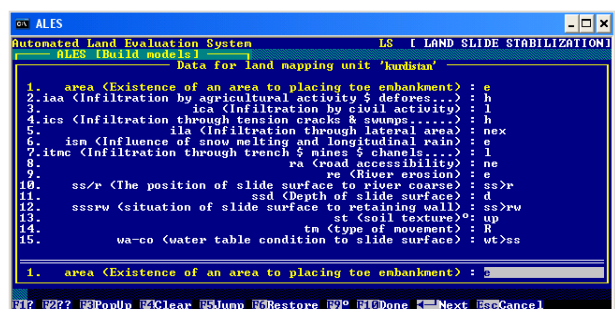 ALES
Automated Land Evaluation System LS [ LAND SLIDE STABILIZATION]
ALES [Build models]
Data for land mapping unit 'kurdistan'
1. area (Existence of an area to placing toe embankment) : e
2.iaa (Infiltration by agricultural activity $ defores...) : h
3. ica (Infiltration by civil activity) : l
4.ics (Infiltration through tension cracks & swumps......) : h
5. ila (Infiltration through lateral area) : nex
6. ism (Influence of snow melting and longitudinal rain) : e
7.itmc (Infiltration through trench $ mines $ chanels....) : l
8. ra (road accessibility) : ne
9. re (River erosion) : e
10. ss/r (The position of slide surface to river coarse) : ss>r
11. ssd (Depth of slide surface) : d
12. sssrw (situation of slide surface to retaining wall) : ss>rw
13. st (soil texture)º: up
14. tm (type of movement) : R
15. wa-co (water table condition to slide surface) : wt>ss
1. area (Existence of an area to placing toe embankment) : e
F1? F2?? F3PopUp F4Clear F5Jump F6Restore F9º F10Done Next EscCancel